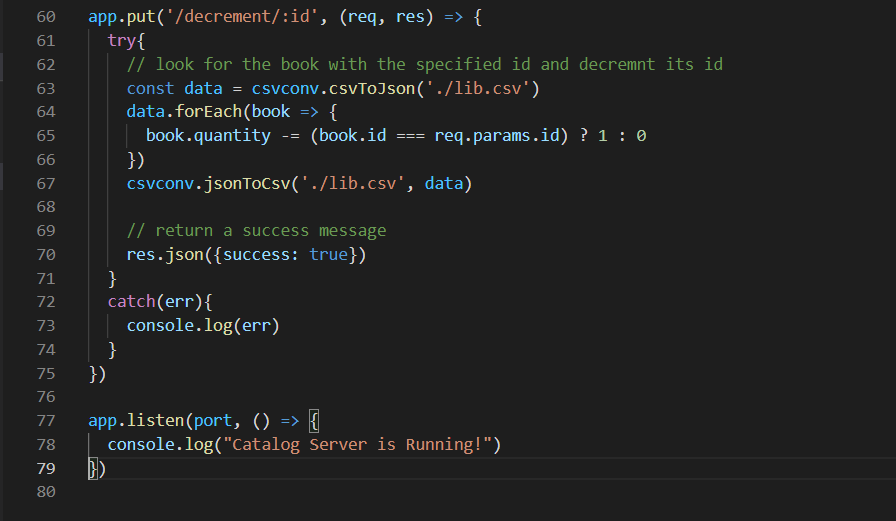 60 app.put('/decrement/:id', (req, res) => {
61   try{
62     // look for the book with the specified id and decremnt its id
63     const data = csvconv.csvToJson('./lib.csv')
64     data.forEach(book => {
65       book.quantity -= (book.id === req.params.id) ? 1 : 0
66     })
67     csvconv.jsonToCsv('./lib.csv', data)
68
69     // return a success message
70     res.json({success: true})
71   }
72   catch(err){
73     console.log(err)
74   }
75 })
76
77 app.listen(port, () => {
78   console.log("Catalog Server is Running!")
79 })
80